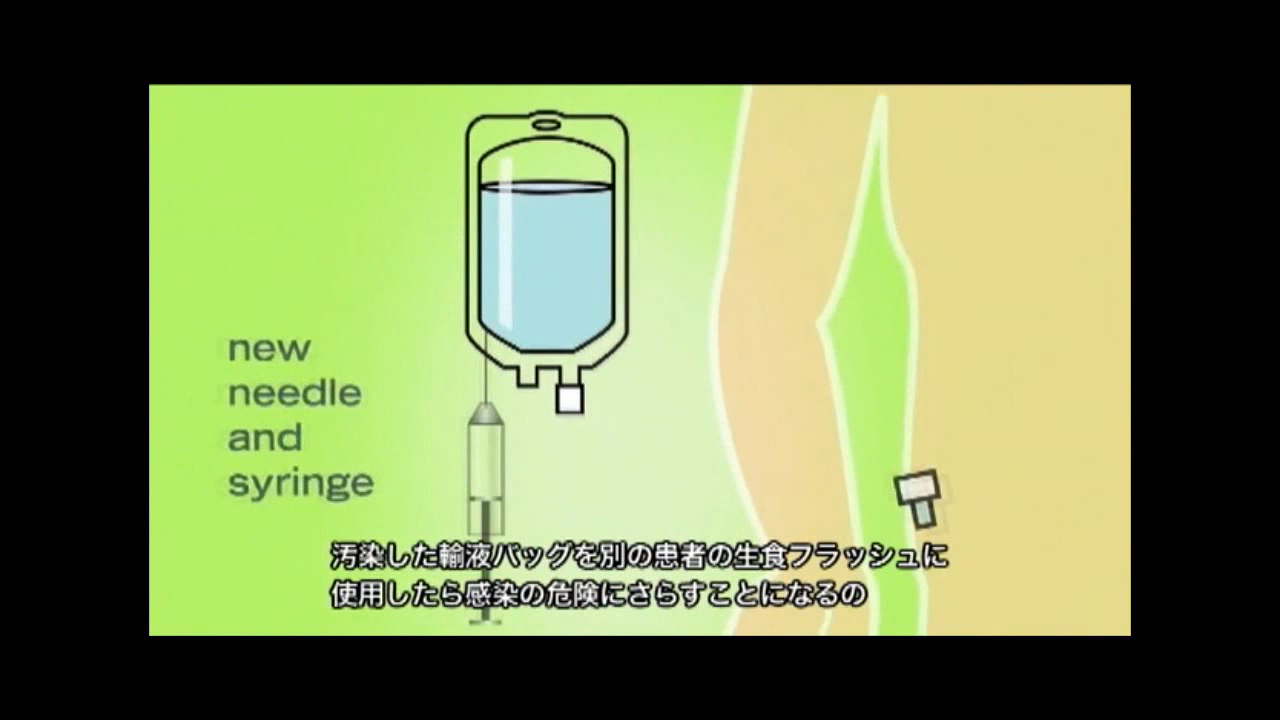 new
needle
and
syringe
汚染した輸液バッグを別の患者の生食フラッシュに
使用したら感染の危険にさらすことになるの